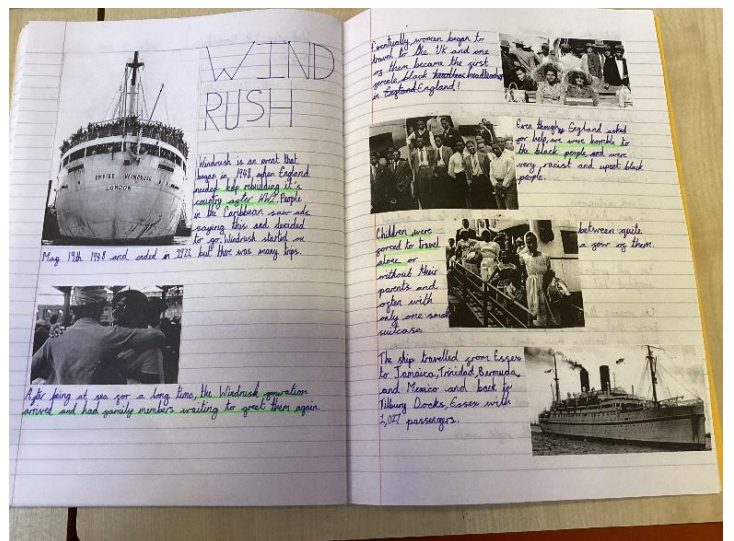 WIND
RUSH
EMPIRE WINDRUSH
LONDON
Windrush is an event that
began in 1948 when England
needed help rebuilding it's
country after WW2. People
in the Caribbean saw ads
saying this and decided
to go. Windrush started on
May 19th 1948 and ended in 1971 but there was many trips.
After being at sea for a long time, the Windrush generation
arrived and had family members waiting to greet them again
Eventually women began to
travel to the UK and one
of them became the first
female black headteacher
in England!
Even though England asked
for help, were horrible to
the black people and were
very racist and upset black
people.
Children were
forced to travel
alone or
without their
parents and
often with
only one small
suitcase
between quite
a few of them.
The ship travelled from Essex
to Jamaica, Trinidad, Bermuda,
and Mexico and back to
Tilbury Docks, Essex with
1,027 passengers.